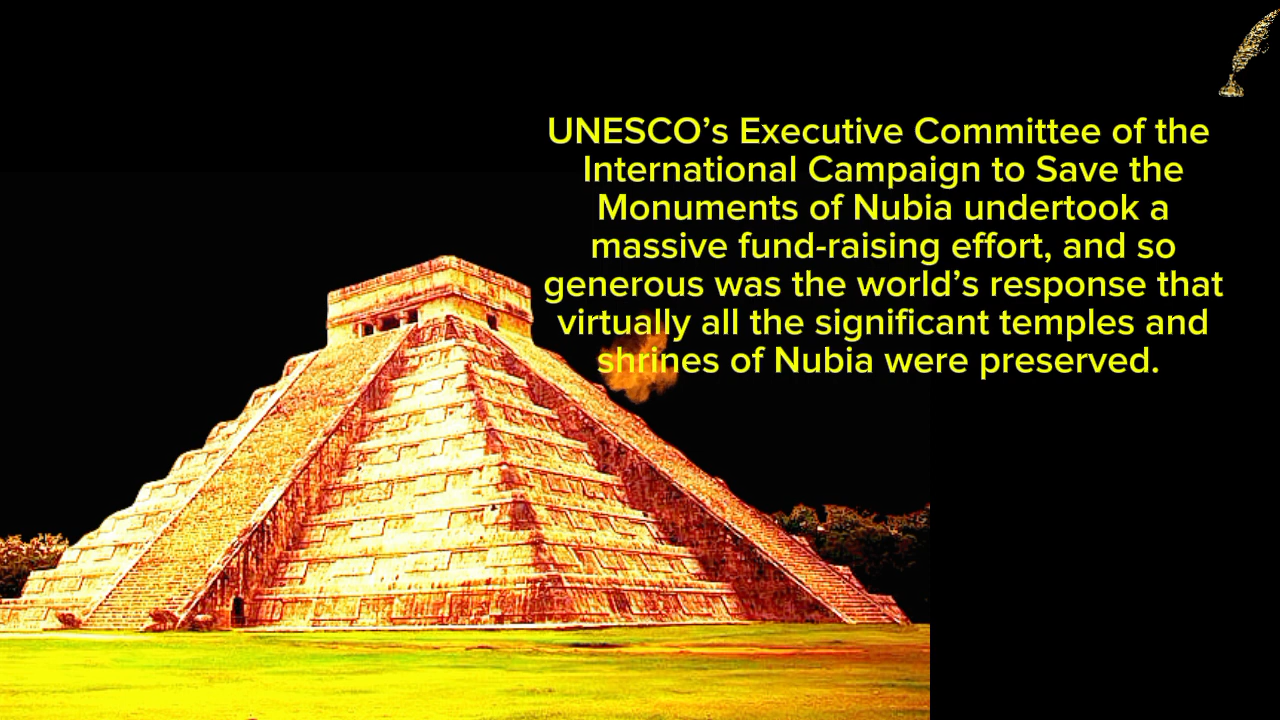 UNESCO’s Executive Committee of the
International Campaign to Save the
Monuments of Nubia undertook a
massive fund-raising effort, and so
generous was the world’s response that
virtually all the significant temples and
shrines of Nubia were preserved.